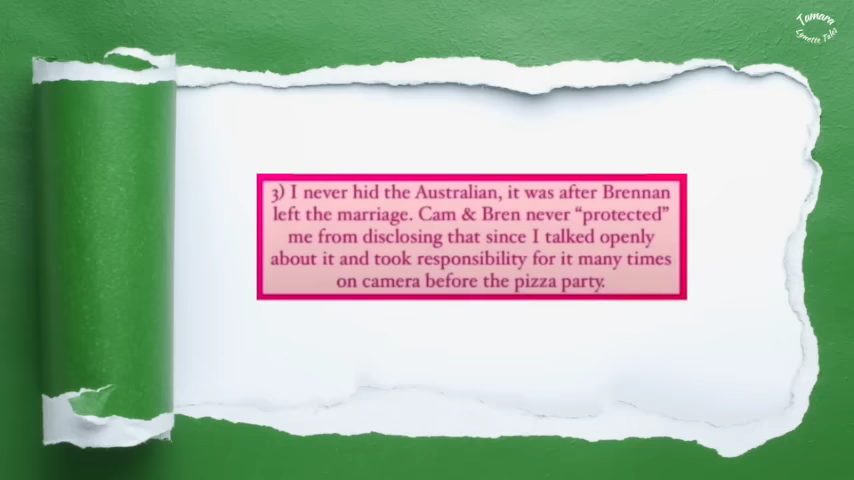 Tamara
Lynette Tales
3) I never hid the Australian, it was after Brennan
left the marriage. Cam & Bren never “protected”
me from disclosing that since I talked openly
about it and took responsibility for it many times
on camera before the pizza party.